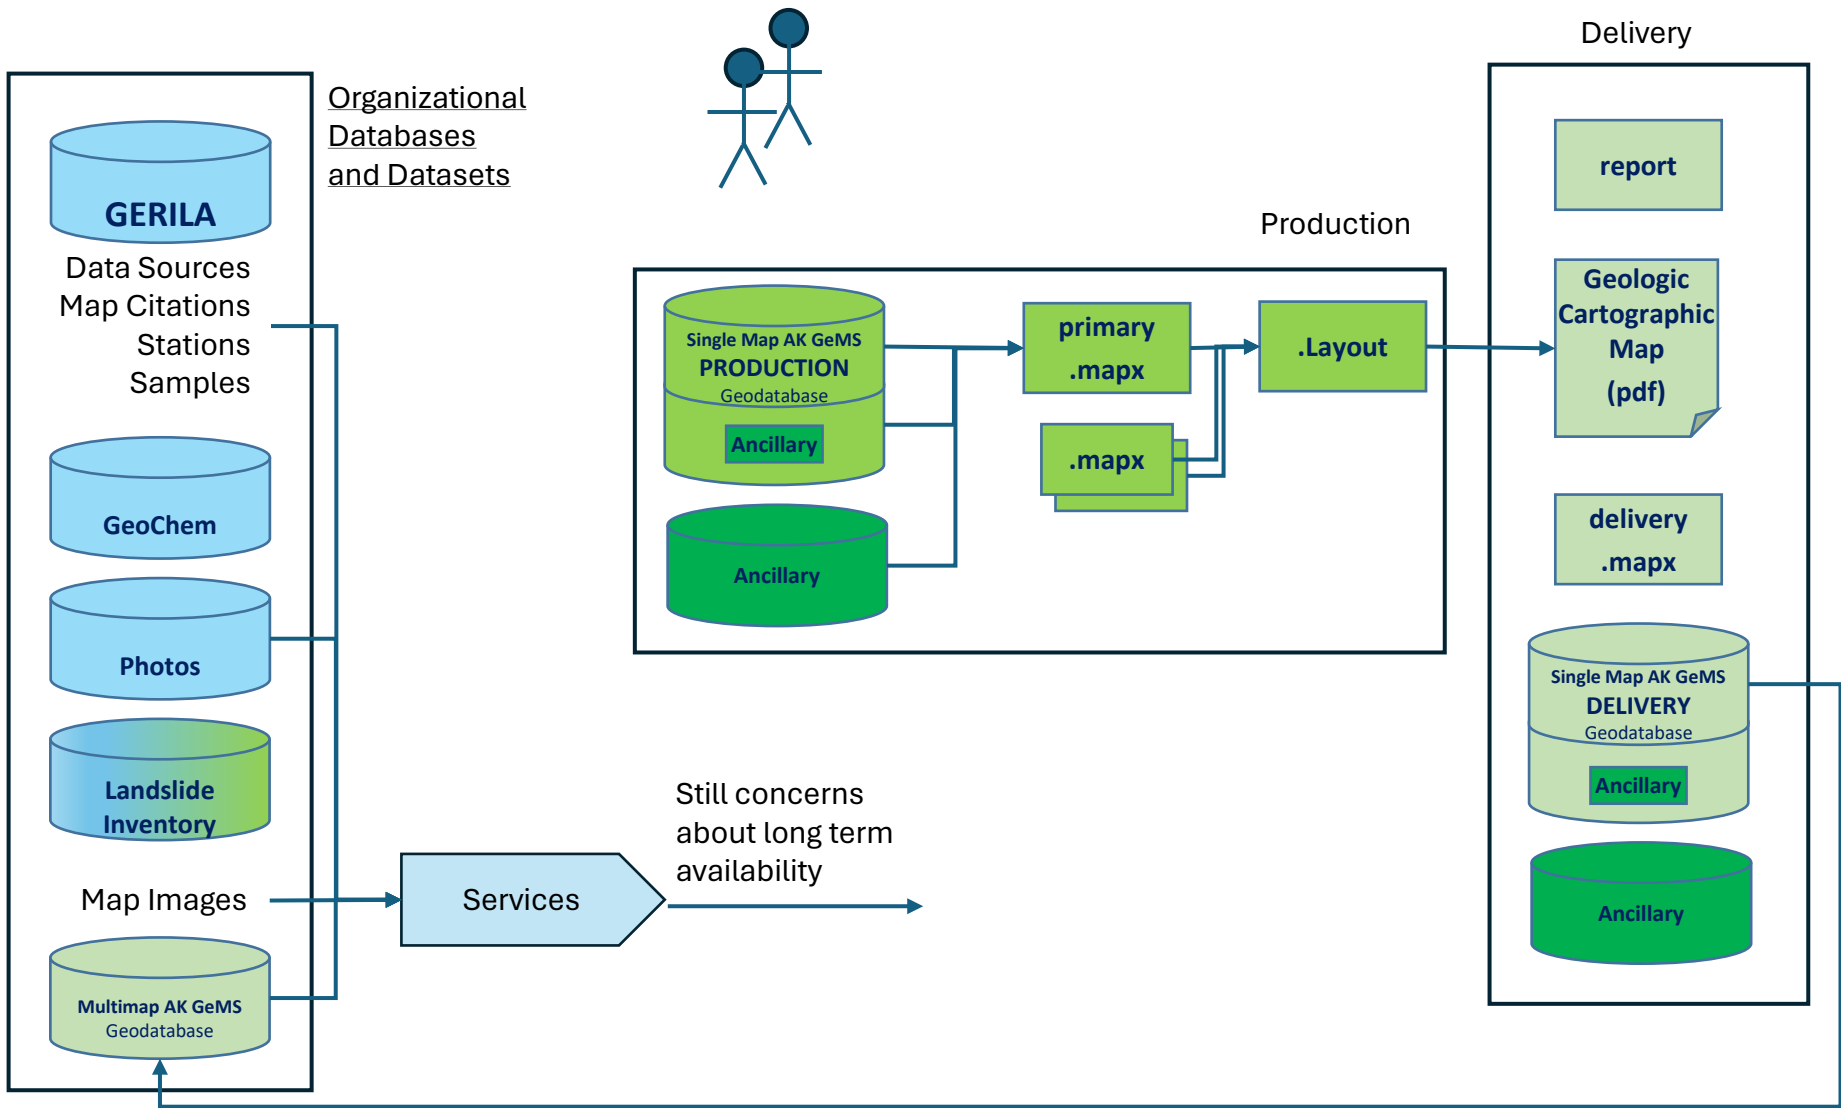 Organizational
Databases
and Datasets
GERILA
Data Sources
Map Citations
Stations
Samples
GeoChem
Photos
Landslide
Inventory
Map Images
Multimap AK GeMS
Geodatabase
Services
Still concerns
about long term
availability
Production
Single Map AK GeMS
PRODUCTION
Geodatabase
Ancillary
Ancillary
primary
.mapx
.mapx
.Layout
Delivery
report
Geologic
Cartographic
Map
(pdf)
delivery
.mapx
Single Map AK GeMS
DELIVERY
Geodatabase
Ancillary
Ancillary